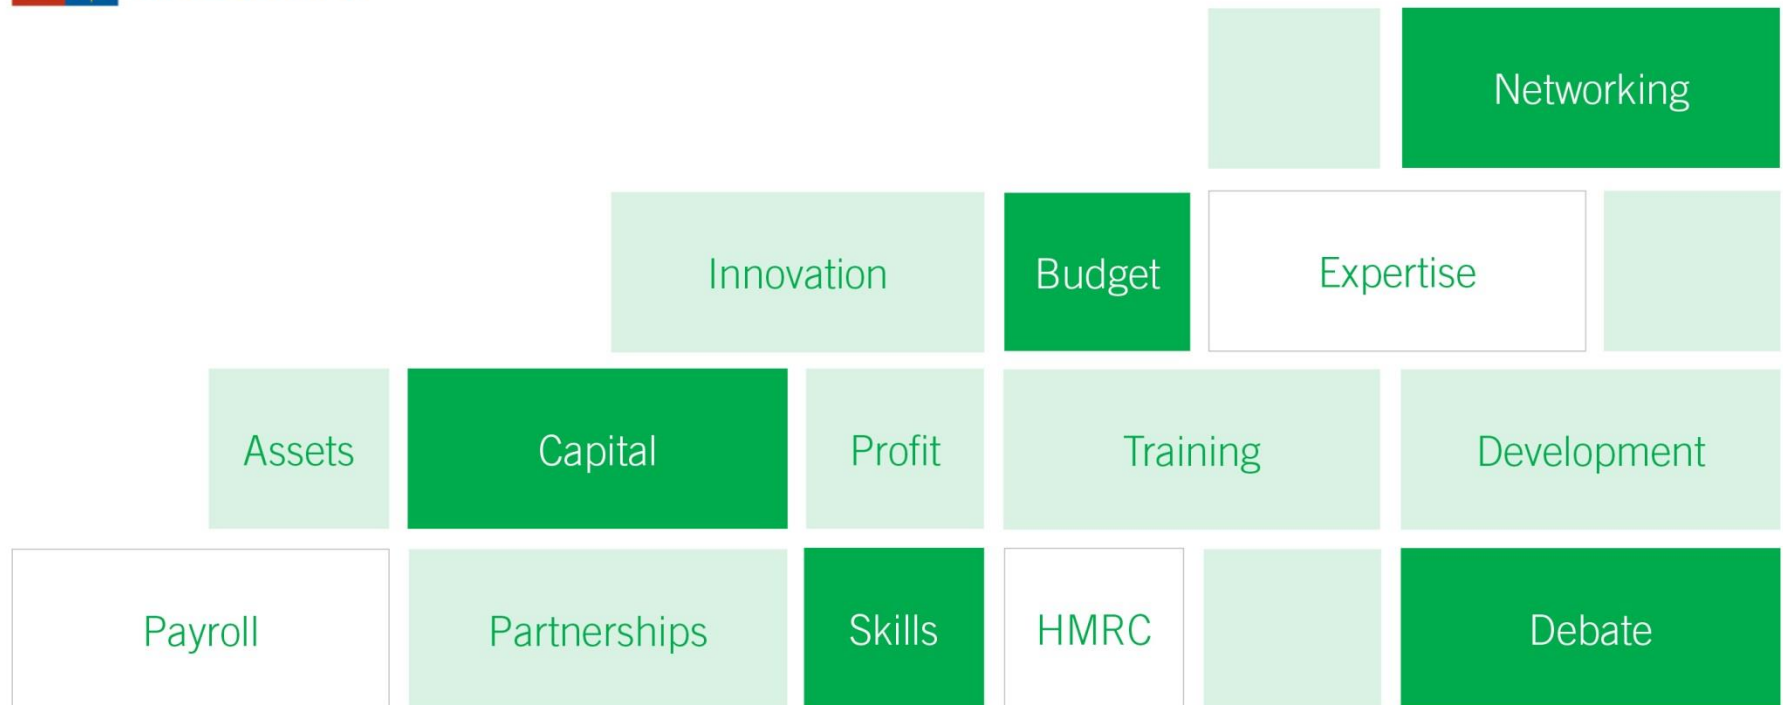 Networking
Innovation Budget Expertise
Assets Capital Profit Training Development
Payroll Partnerships Skills HMRC Debate